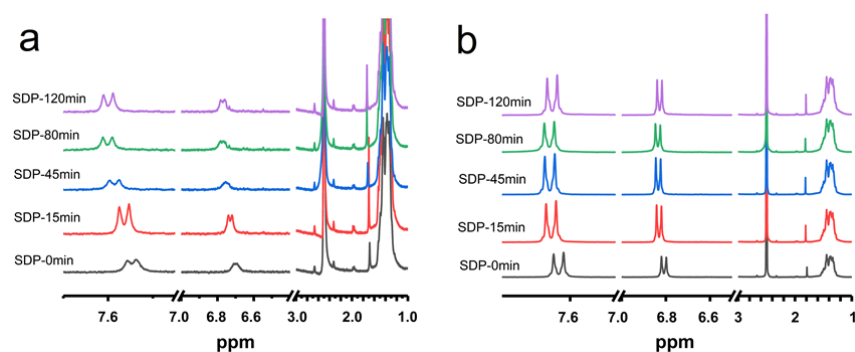 a
SDP-120min
SDP-80min
SDP-45min
SDP-15min
SDP-0min
7.6 7.0 6.8 6.6 3.0 2.0 1.0
ppm
b
SDP-120min
SDP-80min
SDP-45min
SDP-15min
SDP-0min
7.6 7.0 6.8 6.6 3 2 1
ppm